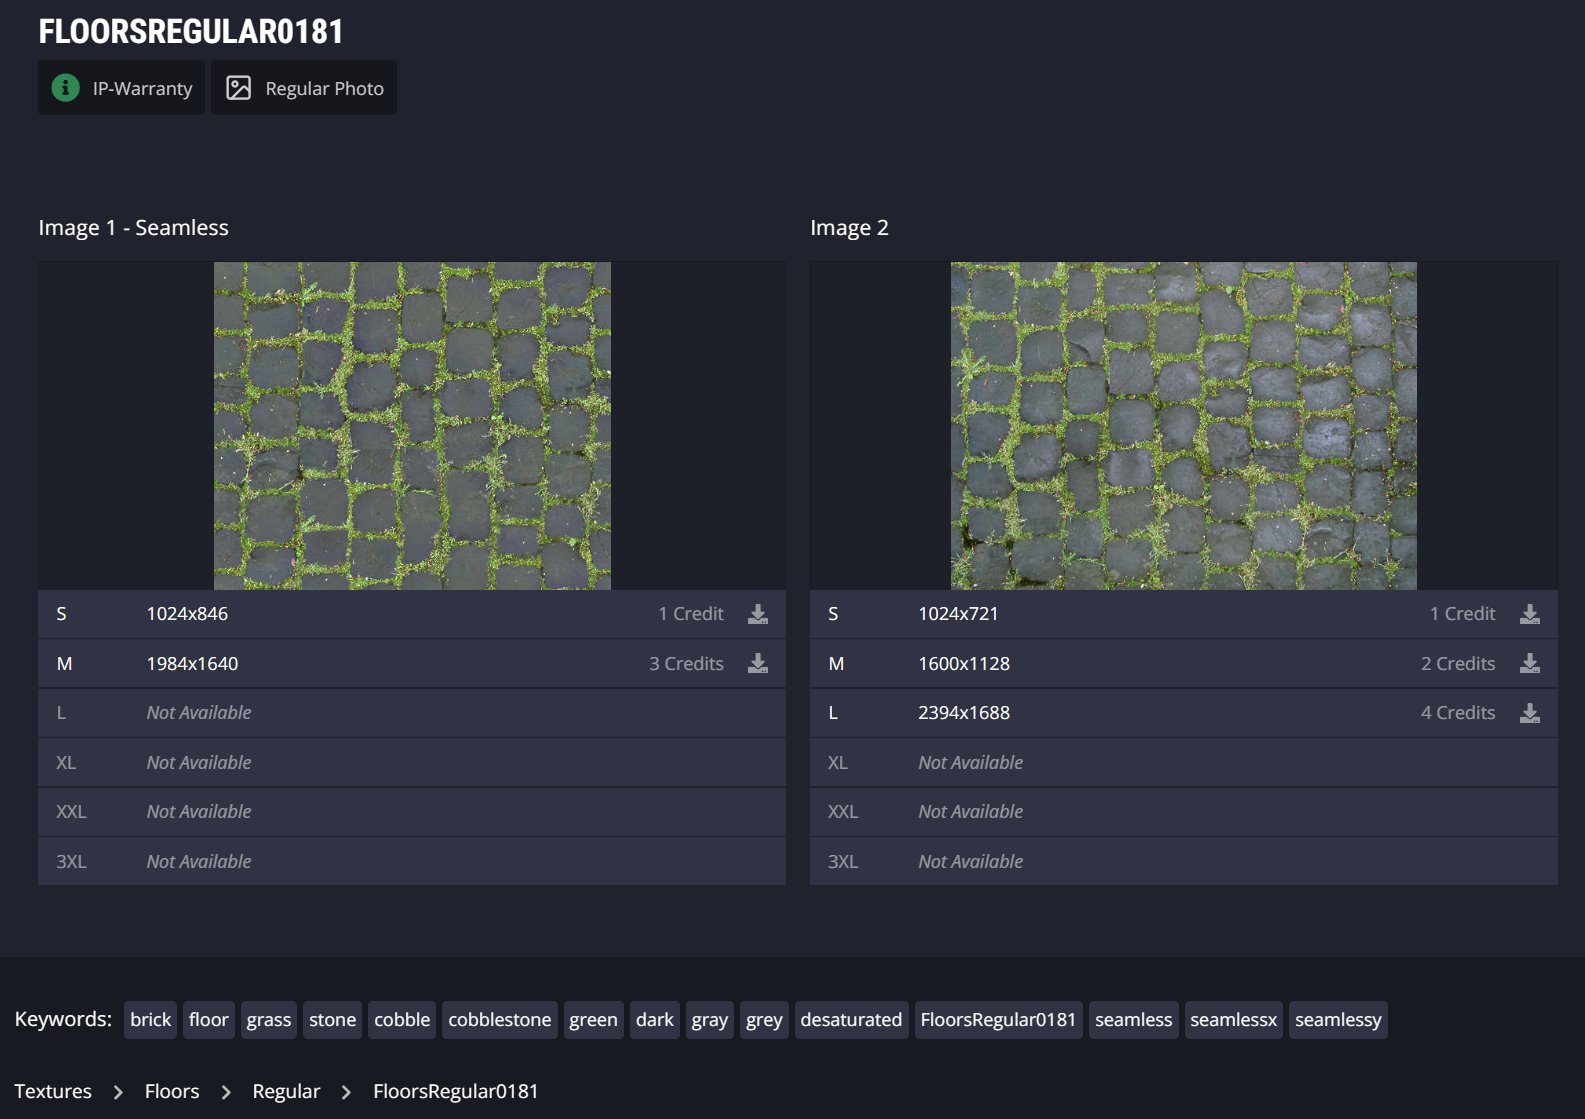 FLOORSREGULAR0181
IP-Warranty
Regular Photo
Image 1 - Seamless
S 1024x846 1 Credit
M 1984x1640 3 Credits
L Not Available
XL Not Available
XXL Not Available
3XL Not Available
Image 2
S 1024x721 1 Credit
M 1600x1128 2 Credits
L 2394x1688 4 Credits
XL Not Available
XXL Not Available
3XL Not Available
Keywords: brick floor grass stone cobble cobblestone green dark gray grey desaturated FloorsRegular0181 seamless seamlessx seamlessy
Textures > Floors > Regular > FloorsRegular0181